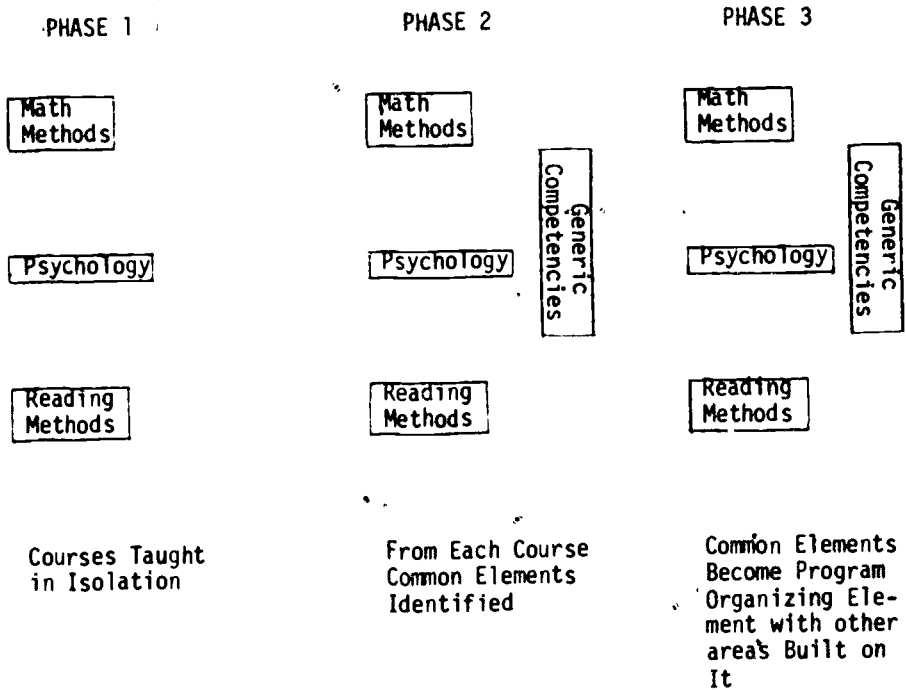 PHASE 1
Math
Methods
Psychology
Reading
Methods
Courses Taught
in Isolation
PHASE 2
Math
Methods
Psychology
Reading
Methods
Generic
Competencies
From Each Course
Common Elements
Identified
PHASE 3
Math
Methods
Psychology
Reading
Methods
Generic
Competencies
Common Elements
Become Program
Organizing Ele-
ment with other
area's Built on
It